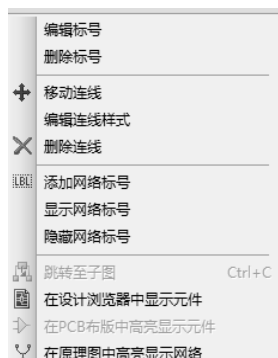 编辑标号
删除标号
移动连线
编辑连线样式
删除连线
LBL 添加网络标号
显示网络标号
隐藏网络标号
跳转至子图 Ctrl+C
在设计浏览器中显示元件
在PCB布版中高亮显示元件
在原理图中高亮显示网络